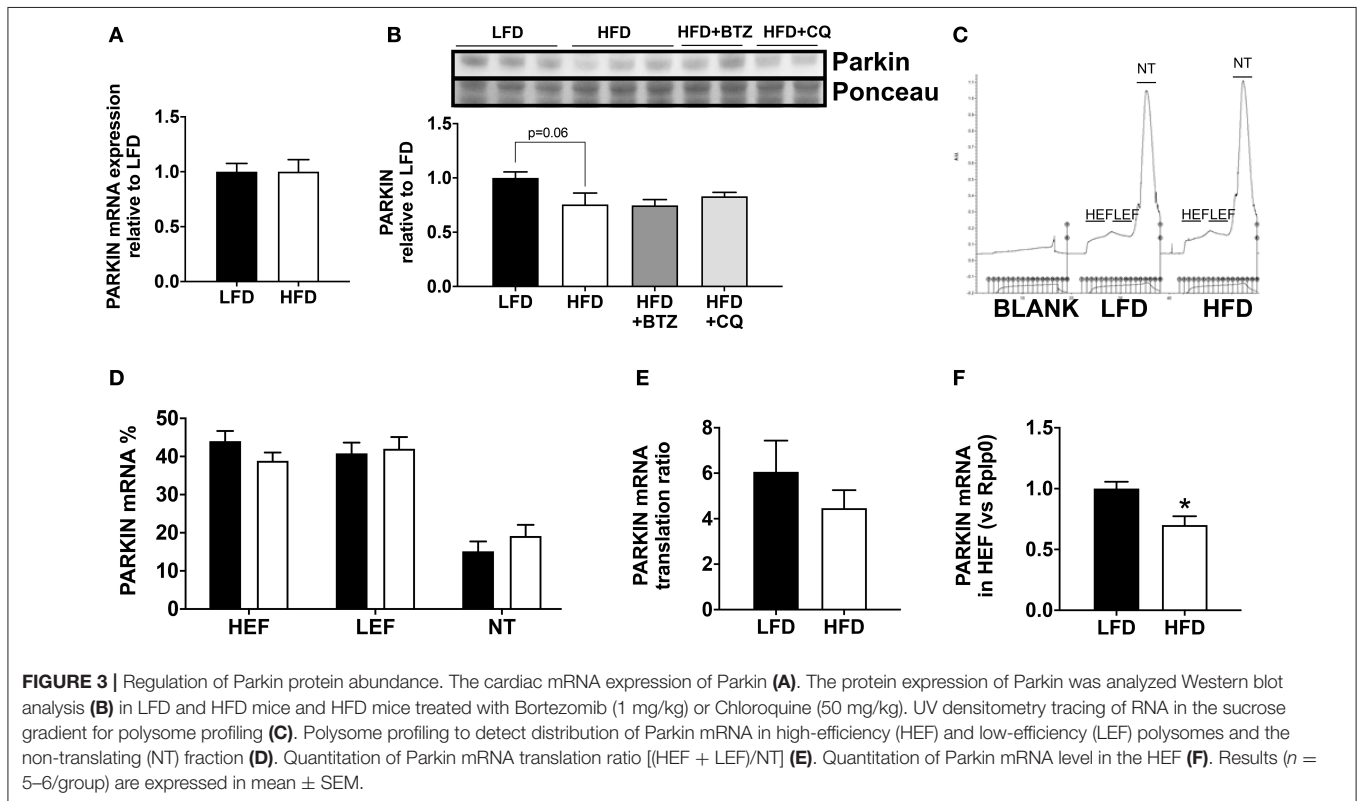 A
B
C
LFD HFD HFD+BTZ HFD+CQ
Parkin
Ponceau
PARKIN mRNA expression
relative to LFD
1.5
1.0
0.5
0.0
LFD HFD
PARKIN
relative to LFD
1.5
1.0
0.5
0.0
p=0.06
LFD HFD HFD HFD
+BTZ +CQ
NT NT
HEF LEF HEF LEF
BLANK LFD HFD
D
E
F
PARKIN mRNA %
50
40
30
20
10
0
HEF LEF NT
PARKIN mRNA
translation ratio
8
6
4
2
0
LFD HFD
PARKIN mRNA
in HEF (vs Rplp0)
1.5
1.0
0.5
0.0
*
LFD HFD
FIGURE 3 | Regulation of Parkin protein abundance. The cardiac mRNA expression of Parkin (A). The protein expression of Parkin was analyzed Western blot
analysis (B) in LFD and HFD mice and HFD mice treated with Bortezomib (1 mg/kg) or Chloroquine (50 mg/kg). UV densitometry tracing of RNA in the sucrose
gradient for polysome profiling (C). Polysome profiling to detect distribution of Parkin mRNA in high-efficiency (HEF) and low-efficiency (LEF) polysomes and the
non-translating (NT) fraction (D). Quantitation of Parkin mRNA translation ratio [(HEF + LEF)/NT] (E). Quantitation of Parkin mRNA level in the HEF (F). Results (n =
5–6/group) are expressed in mean ± SEM.